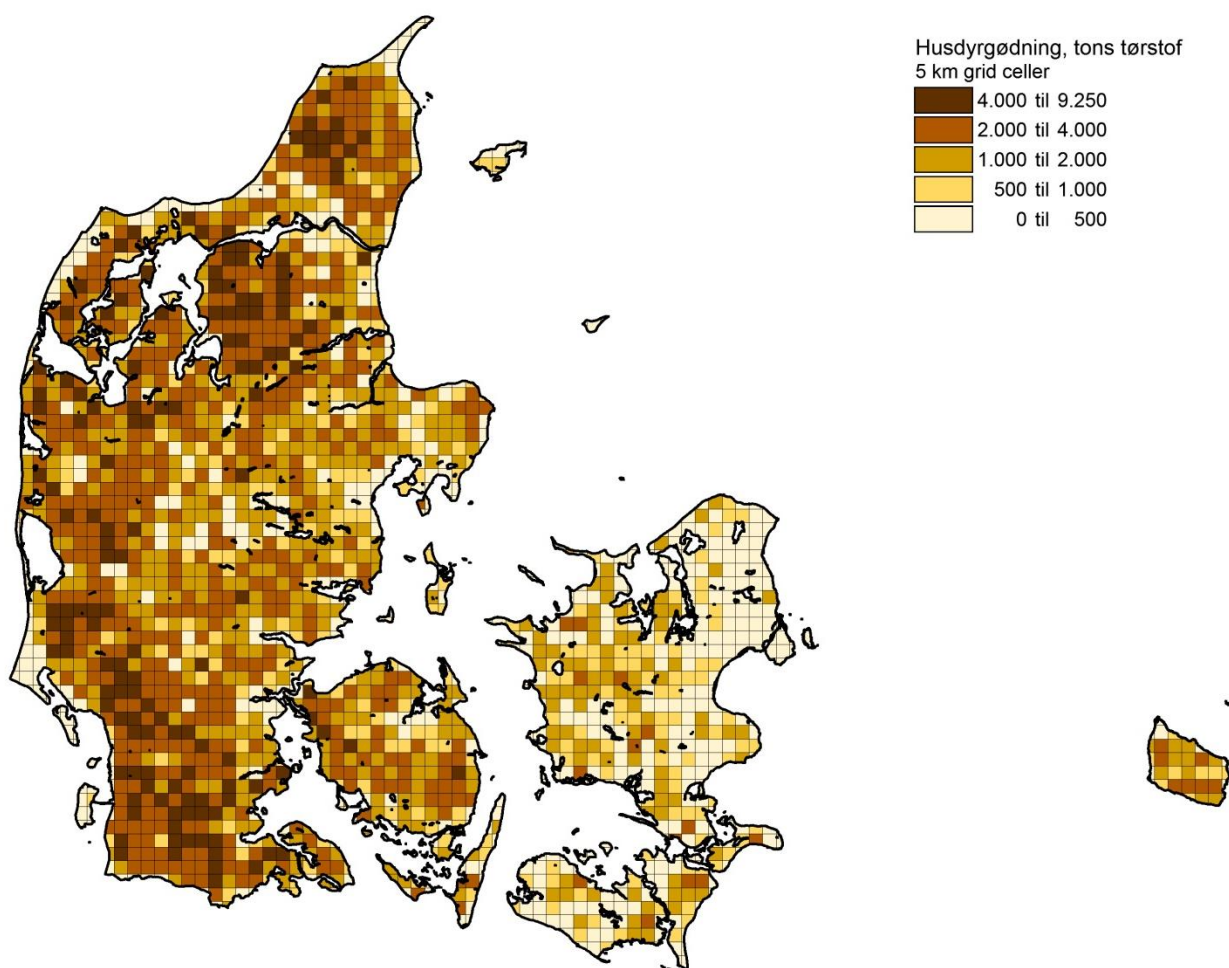 Husdyrgødning, tons tørstof
5 km grid celler
4.000 til 9.250
2.000 til 4.000
1.000 til 2.000
500 til 1.000
0 til 500